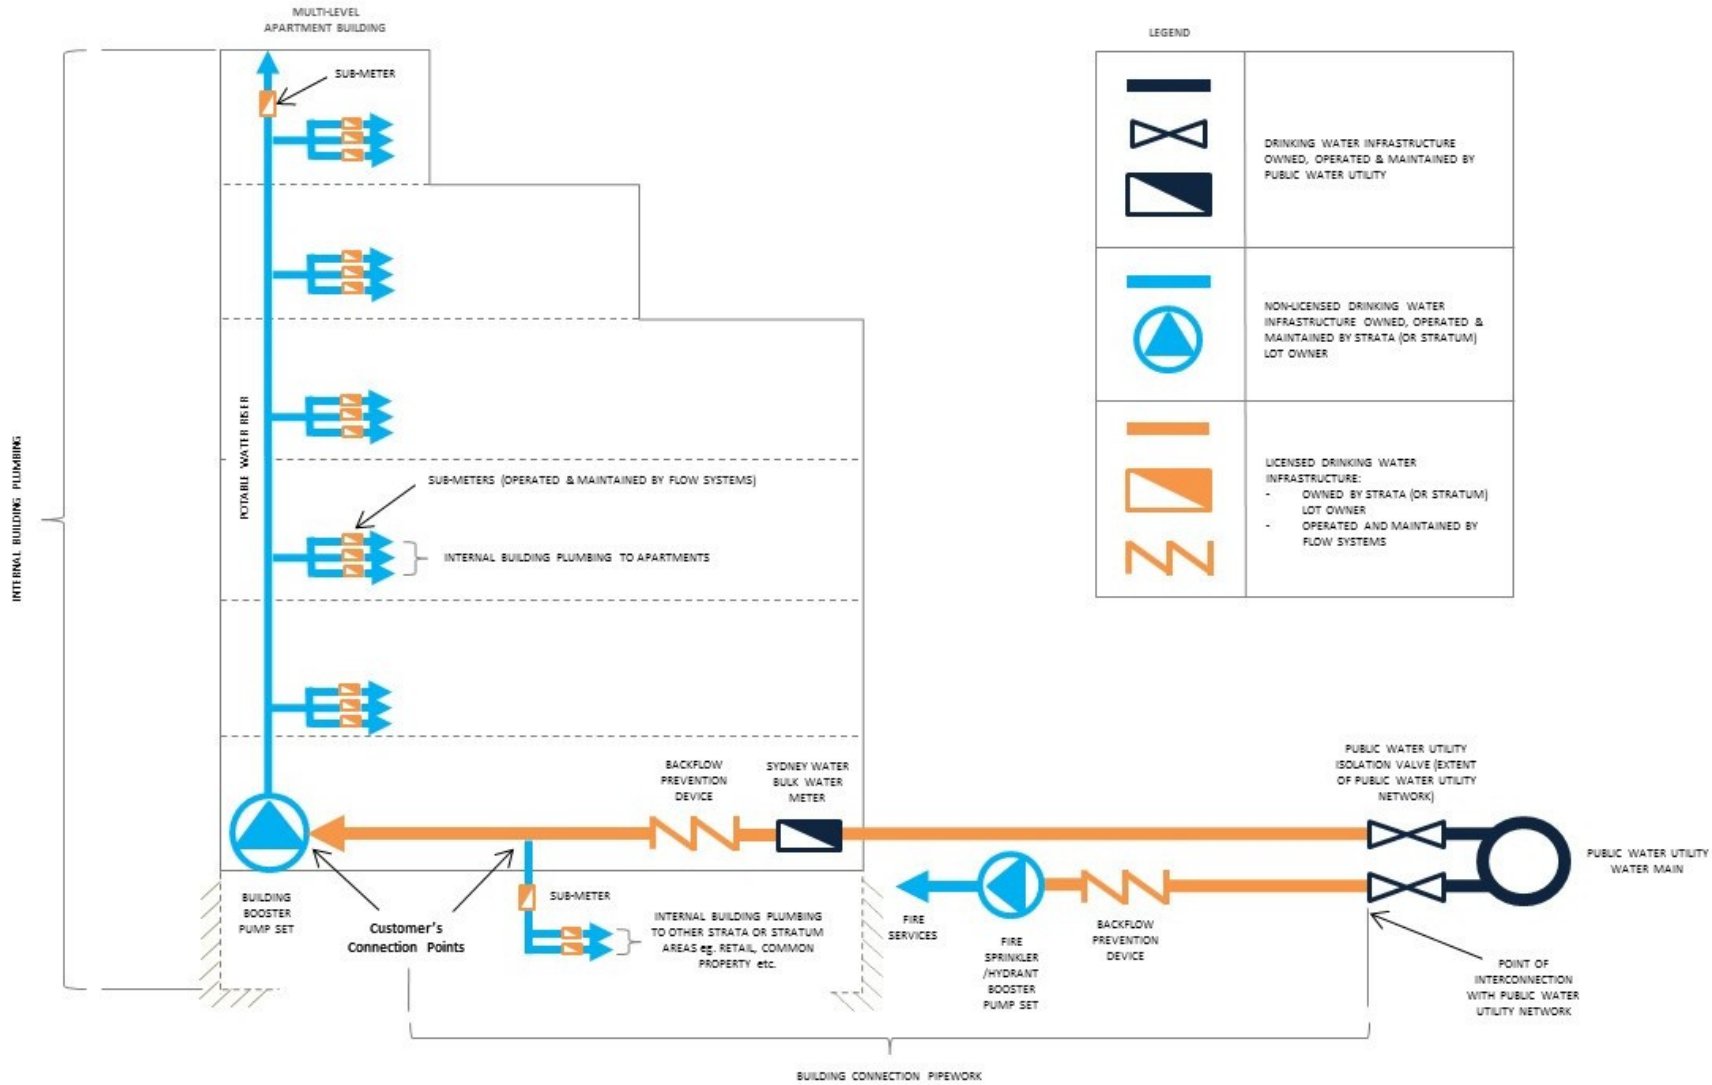 MULTI-LEVEL
APARTMENT BUILDING
SUB-METER
LEGEND
DRINKING WATER INFRASTRUCTURE
OWNED, OPERATED & MAINTAINED BY
PUBLIC WATER UTILITY
NON-LICENSED DRINKING WATER
INFRASTRUCTURE OWNED, OPERATED &
MAINTAINED BY STRATA (OR STRATUM)
LOT OWNER
LICENSED DRINKING WATER
INFRASTRUCTURE:
- OWNED BY STRATA (OR STRATUM)
LOT OWNER
- OPERATED AND MAINTAINED BY
FLOW SYSTEMS
INTERNAL BUILDING PLUMBING
POTABLE WATER RISER
SUB-METERS (OPERATED & MAINTAINED BY FLOW SYSTEMS)
INTERNAL BUILDING PLUMBING TO APARTMENTS
BACKFLOW
PREVENTION
DEVICE
SYDNEY WATER
BULK WATER
METER
PUBLIC WATER UTILITY
ISOLATION VALVE (EXTENT
OF PUBLIC WATER UTILITY
NETWORK)
PUBLIC WATER UTILITY
WATER MAIN
BUILDING
BOOSTER
PUMP SET
Customer's
Connection Points
SUB-METER
INTERNAL BUILDING PLUMBING
TO OTHER STRATA OR STRATUM
AREAS eg. RETAIL, COMMON
PROPERTY etc.
FIRE
SERVICES
FIRE
SPRINKLER
/HYDRANT
BOOSTER
PUMP SET
BACKFLOW
PREVENTION
DEVICE
POINT OF
INTERCONNECTION
WITH PUBLIC WATER
UTILITY NETWORK
BUILDING CONNECTION PIPEWORK